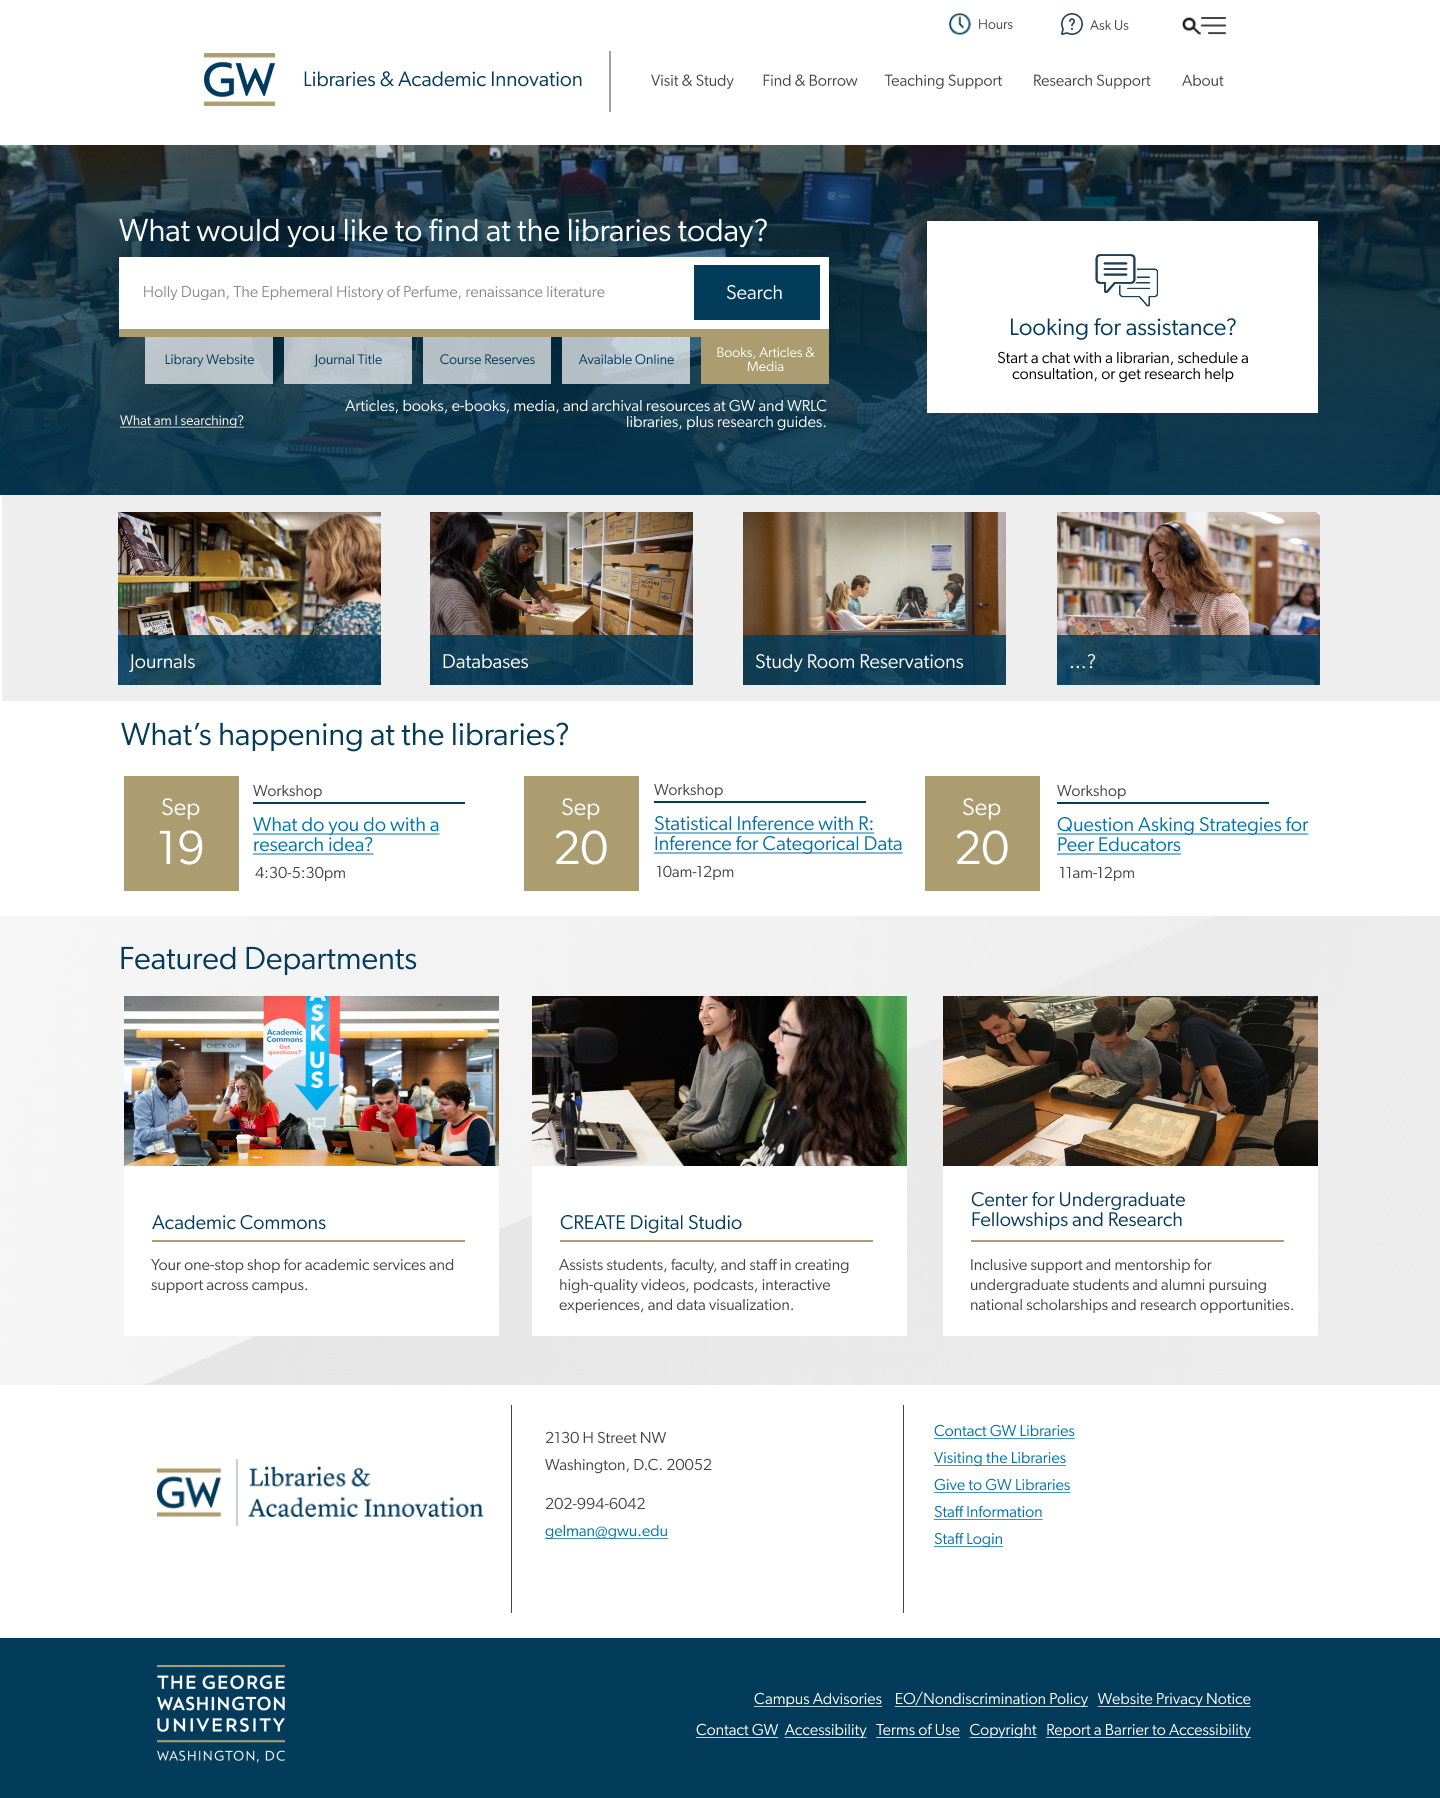 Hours
Ask Us
GW
Libraries & Academic Innovation
Visit & Study
Find & Borrow
Teaching Support
Research Support
About
What would you like to find at the libraries today?
Holly Dugan, The Ephemeral History of Perfume, renaissance literature
Search
Library Website
Journal Title
Course Reserves
Available Online
Books, Articles &
Media
What am I searching?
Articles, books, e-books, media, and archival resources at GW and WRLC
libraries, plus research guides.
Looking for assistance?
Start a chat with a librarian, schedule a
consultation, or get research help
Journals
Databases
Study Room Reservations
...?
What's happening at the libraries?
Sep
19
Workshop
What do you do with a
research idea?
4:30-5:30pm
Sep
20
Workshop
Statistical Inference with R:
Inference for Categorical Data
10am-12pm
Sep
20
Workshop
Question Asking Strategies for
Peer Educators
11am-12pm
Featured Departments
ASK US
Academic
Commons
Got
questions?
CHECK OUT
Academic Commons
Your one-stop shop for academic services and
support across campus.
CREATE Digital Studio
Assists students, faculty, and staff in creating
high-quality videos, podcasts, interactive
experiences, and data visualization.
Center for Undergraduate
Fellowships and Research
Inclusive support and mentorship for
undergraduate students and alumni pursuing
national scholarships and research opportunities.
GW
Libraries &
Academic Innovation
2130 H Street NW
Washington, D.C. 20052
202-994-6042
gelman@gwu.edu
Contact GW Libraries
Visiting the Libraries
Give to GW Libraries
Staff Information
Staff Login
THE GEORGE
WASHINGTON
UNIVERSITY
WASHINGTON, DC
Campus Advisories EO/Nondiscrimination Policy Website Privacy Notice
Contact GW Accessibility Terms of Use Copyright Report a Barrier to Accessibility